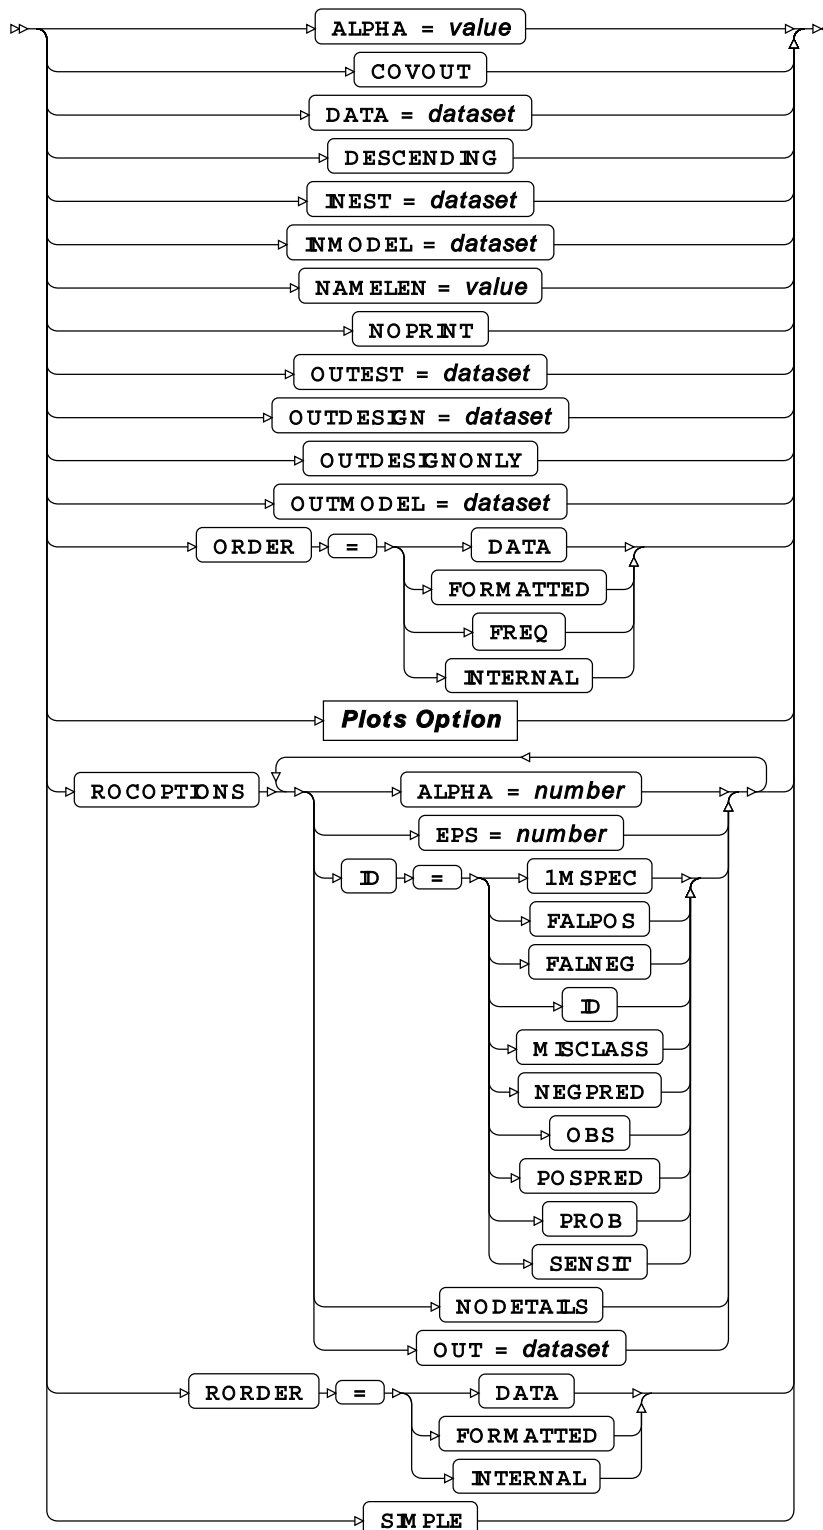 ALPHA = value
COVOUT
DATA = dataset
DESCENDING
INEST = dataset
INMODEL = dataset
NAMELEN = value
NOPRINT
OUTEST = dataset
OUTDESIGN = dataset
OUTDESIGNONLY
OUTMODEL = dataset
ORDER = DATA
FORMATTED
FREQ
INTERNAL
Plots Option
ROCOPTIONS ALPHA = number
EPS = number
ID = 1MSPEC
FALPOS
FALNEG
ID
MISCLASS
NEGPRED
OBS
POSPRED
PROB
SENSIT
NODETAILS
OUT = dataset
RORDER = DATA
FORMATTED
INTERNAL
SIMPLE